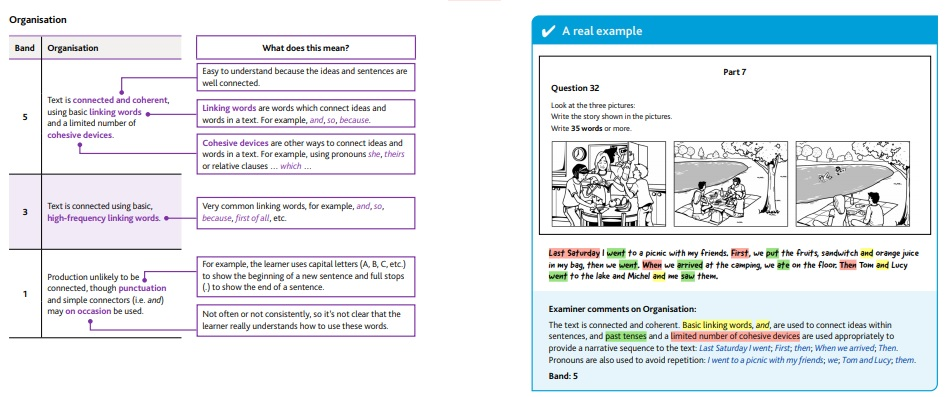 Organisation
Band
Organisation
What does this mean?
5
Text is connected and coherent,
using basic linking words
and a limited number of
cohesive devices.
Easy to understand because the ideas and sentences are
well connected.
Linking words are words which connect ideas and
words in a text. For example, and, so, because.
Cohesive devices are other ways to connect ideas and
words in a text. For example, using pronouns she, theirs
or relative clauses … which …
3
Text is connected using basic,
high-frequency linking words.
Very common linking words, for example, and, so,
because, first of all, etc.
1
Production unlikely to be
connected, though punctuation
and simple connectors (i.e. and)
may on occasion be used.
For example, the learner uses capital letters (A, B, C, etc.)
to show the beginning of a new sentence and full stops
(.) to show the end of a sentence.
Not often or not consistently, so it's not clear that the
learner really understands how to use these words.
A real example
Part 7
Question 32
Look at the three pictures:
Write the story shown in the pictures.
Write 35 words or more.
Last Saturday I went to a picnic with my friends. First, we put the fruits, sandwitch and orange juice
in my bag, then we went. When we arrived at the camping, we ate on the floor. Then Tom and Lucy
went to the lake and Michel and me saw them.
Examiner comments on Organisation:
The text is connected and coherent. Basic linking words, and, are used to connect ideas within
sentences, and past tenses and a limited number of cohesive devices are used appropriately to
provide a narrative sequence to the text: Last Saturday I went; First; then; When we arrived; Then.
Pronouns are also used to avoid repetition: I went to a picnic with my friends; we; Tom and Lucy; them.
Band: 5